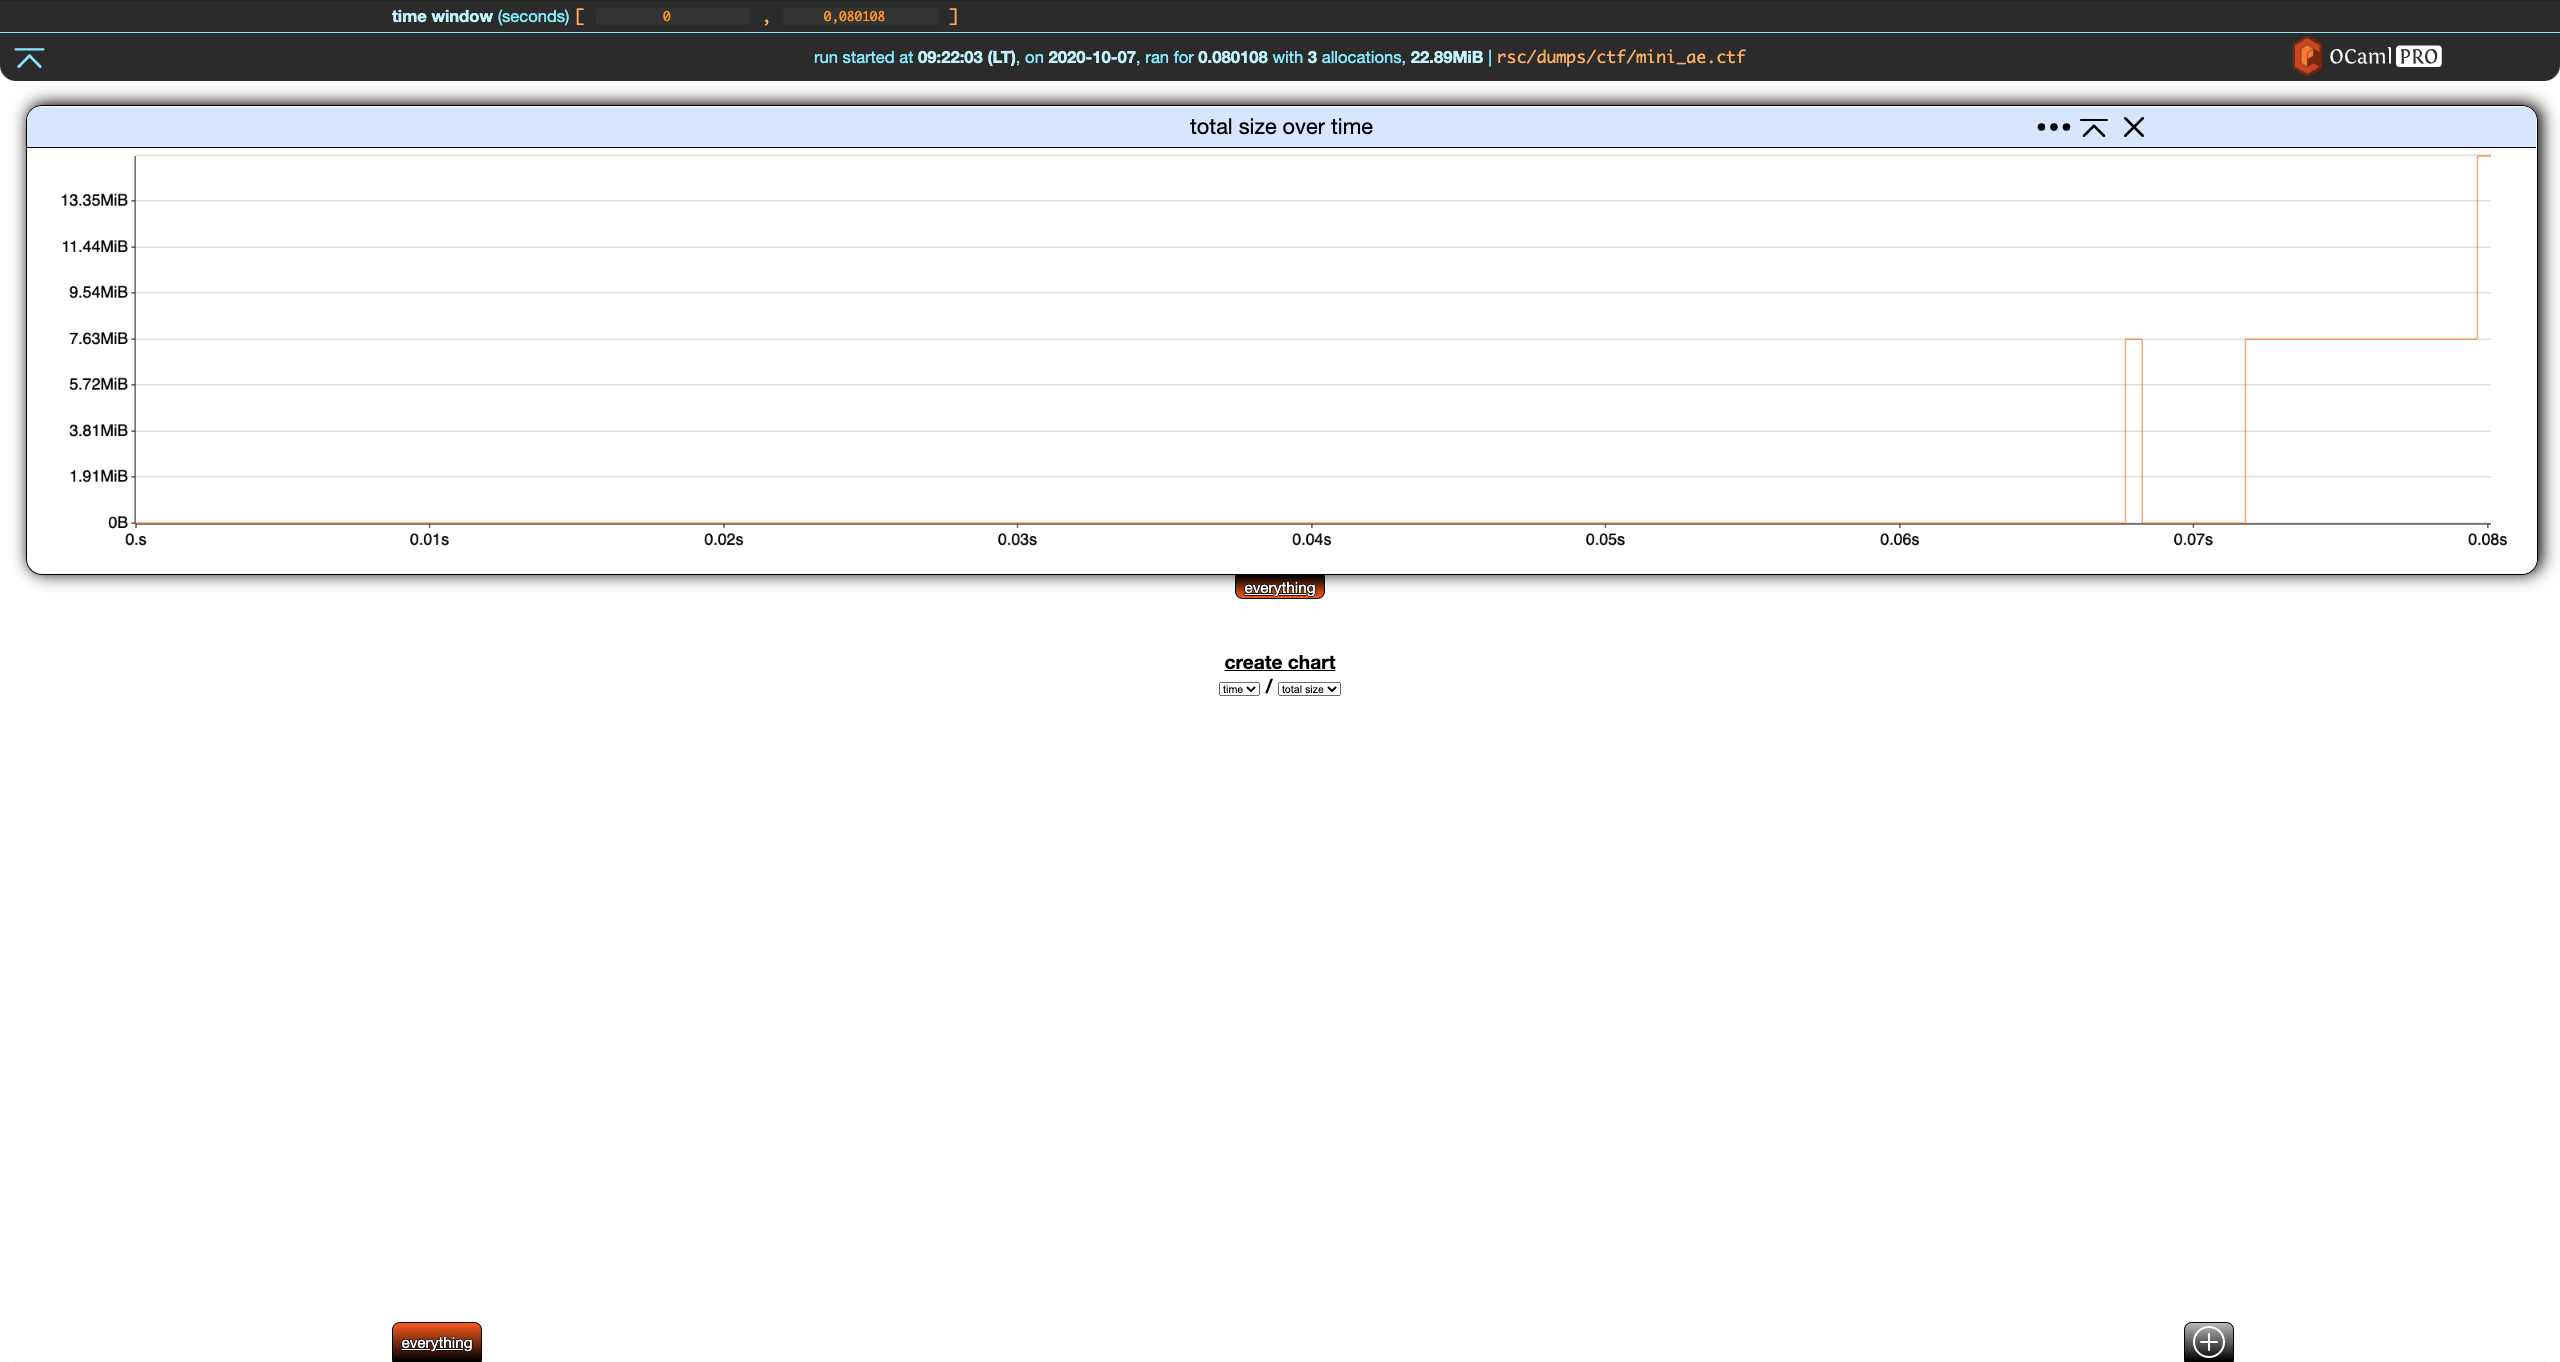 time window (seconds) [ 0 , 0,080108 ]
run started at 09:22:03 (LT), on 2020-10-07, ran for 0.080108 with 3 allocations, 22.89MiB | rsc/dumps/ctf/mini_ae.ctf
OCaml PRO
total size over time
13.35MiB
11.44MiB
9.54MiB
7.63MiB
5.72MiB
3.81MiB
1.91MiB
0B
0.s 0.01s 0.02s 0.03s 0.04s 0.05s 0.06s 0.07s 0.08s
everything
create chart
time / total size
everything